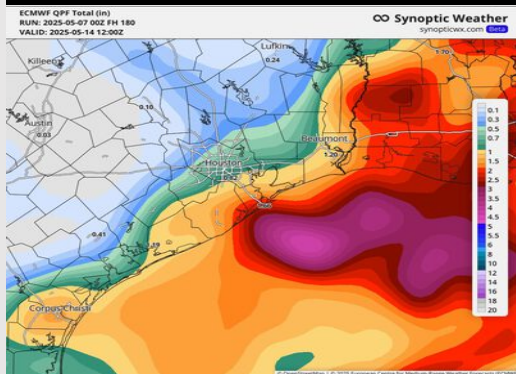 ECMWF QPF Total (in)
RUN: 2025-05-07 00Z FH 180
VALID: 2025-05-14 12:00Z
Synoptic Weather
synopticwx.com Beta
Lufkin
0.24
1.70
Killeen
0.10
Austin
0.03
Beaumont
1.20
Houston
0.41
Corpus Christi
0.1
0.3
0.5
0.7
1
1.5
2
2.5
3
3.5
4
4.5
5
5.5
6
8
10
12
14
16
18
20